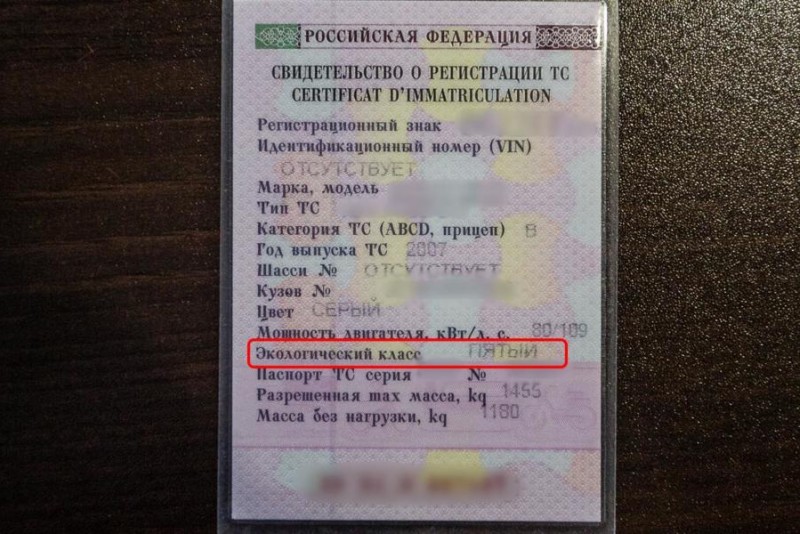 РОССИЙСКАЯ ФЕДЕРАЦИЯ
СВИДЕТЕЛЬСТВО О РЕГИСТРАЦИИ ТС
CERTIFICAT D'IMMATRICULATION
Регистрационный знак
Идентификационный номер (VIN)
ОТСУТСТВУЕТ
Марка, модель
Тип ТС
Категория ТС (ABCD, прицеп) B
Год выпуска ТС 2007
Шасси № ОТСУТСТВУЕТ
Кузов №
Цвет СЕРЫЙ
Мощность двигателя, кВт/л. с. 80/109
Экологический класс ПЯТЫЙ
Паспорт ТС серия №
Разрешенная max масса, kg 1455
Масса без нагрузки, kg 1180